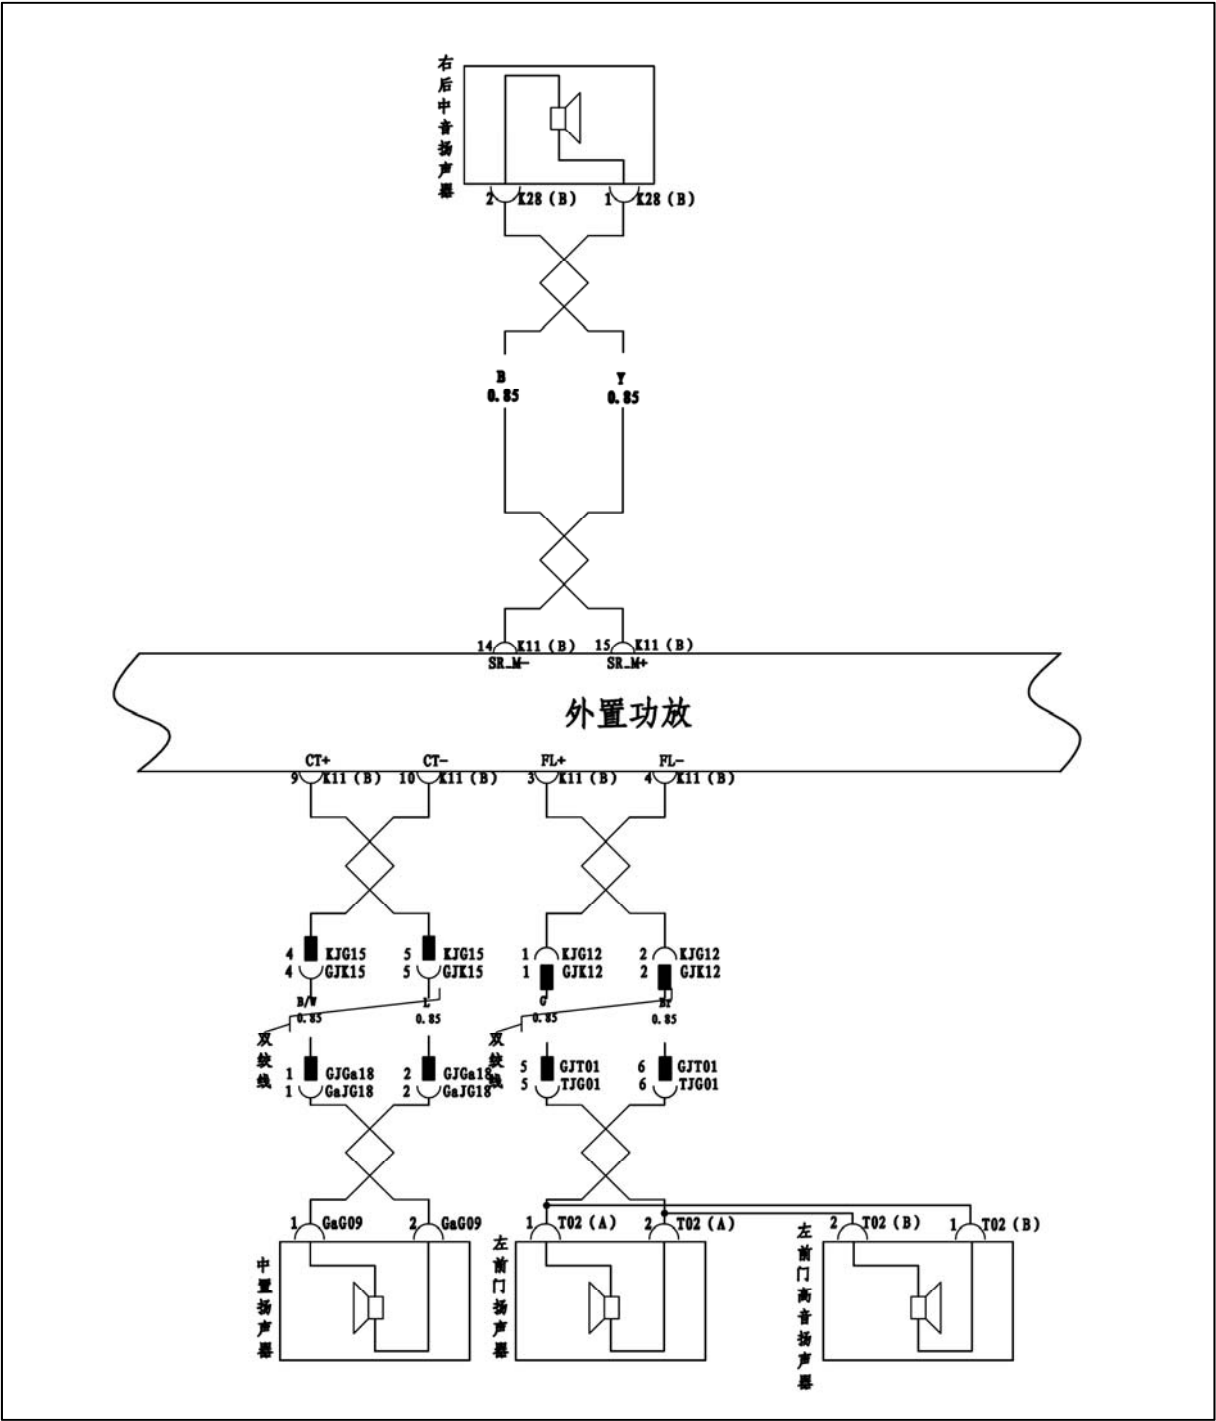 右后中音扬声器
2 K28(B) 1 K28(B)
B Y
0.85 0.85
14 K11(B) 15 K11(B)
SR_M- SR_M+
外置功放
CT+ CT- FL+ FL-
9 K11(B) 10 K11(B) 3 K11(B) 4 K11(B)
4 KJG15 5 KJG15 1 KJG12 2 KJG12
4 GJK15 5 GJK15 1 GJK12 2 GJK12
B/W L G Br
0.85 0.85 0.85 0.85
双绞线 双绞线
1 GJGa18 2 GJGa18 5 GJT01 6 GJT01
1 GaJG18 2 GaJG18 5 TJG01 6 TJG01
1 GaG09 2 GaG09 1 T02(A) 2 T02(A) 2 T02(B) 1 T02(B)
中置扬声器
左前门扬声器
左前门高音扬声器